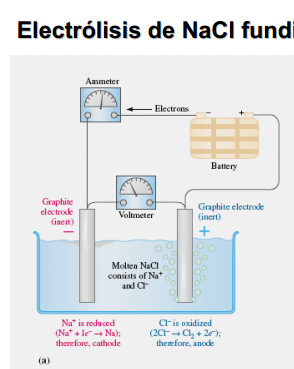 Electrólisis de NaCl fundi
Ammeter
Electrons
−
+
Battery
Graphite
electrode
(inert)
−
Voltmeter
Graphite electrode
(inert)
+
Molten NaCl
consists of Na⁺
and Cl⁻
Na⁺ is reduced
(Na⁺ + 1e⁻ → Na);
therefore, cathode
Cl⁻ is oxidized
(2Cl⁻ → Cl₂ + 2e⁻);
therefore, anode
(a)